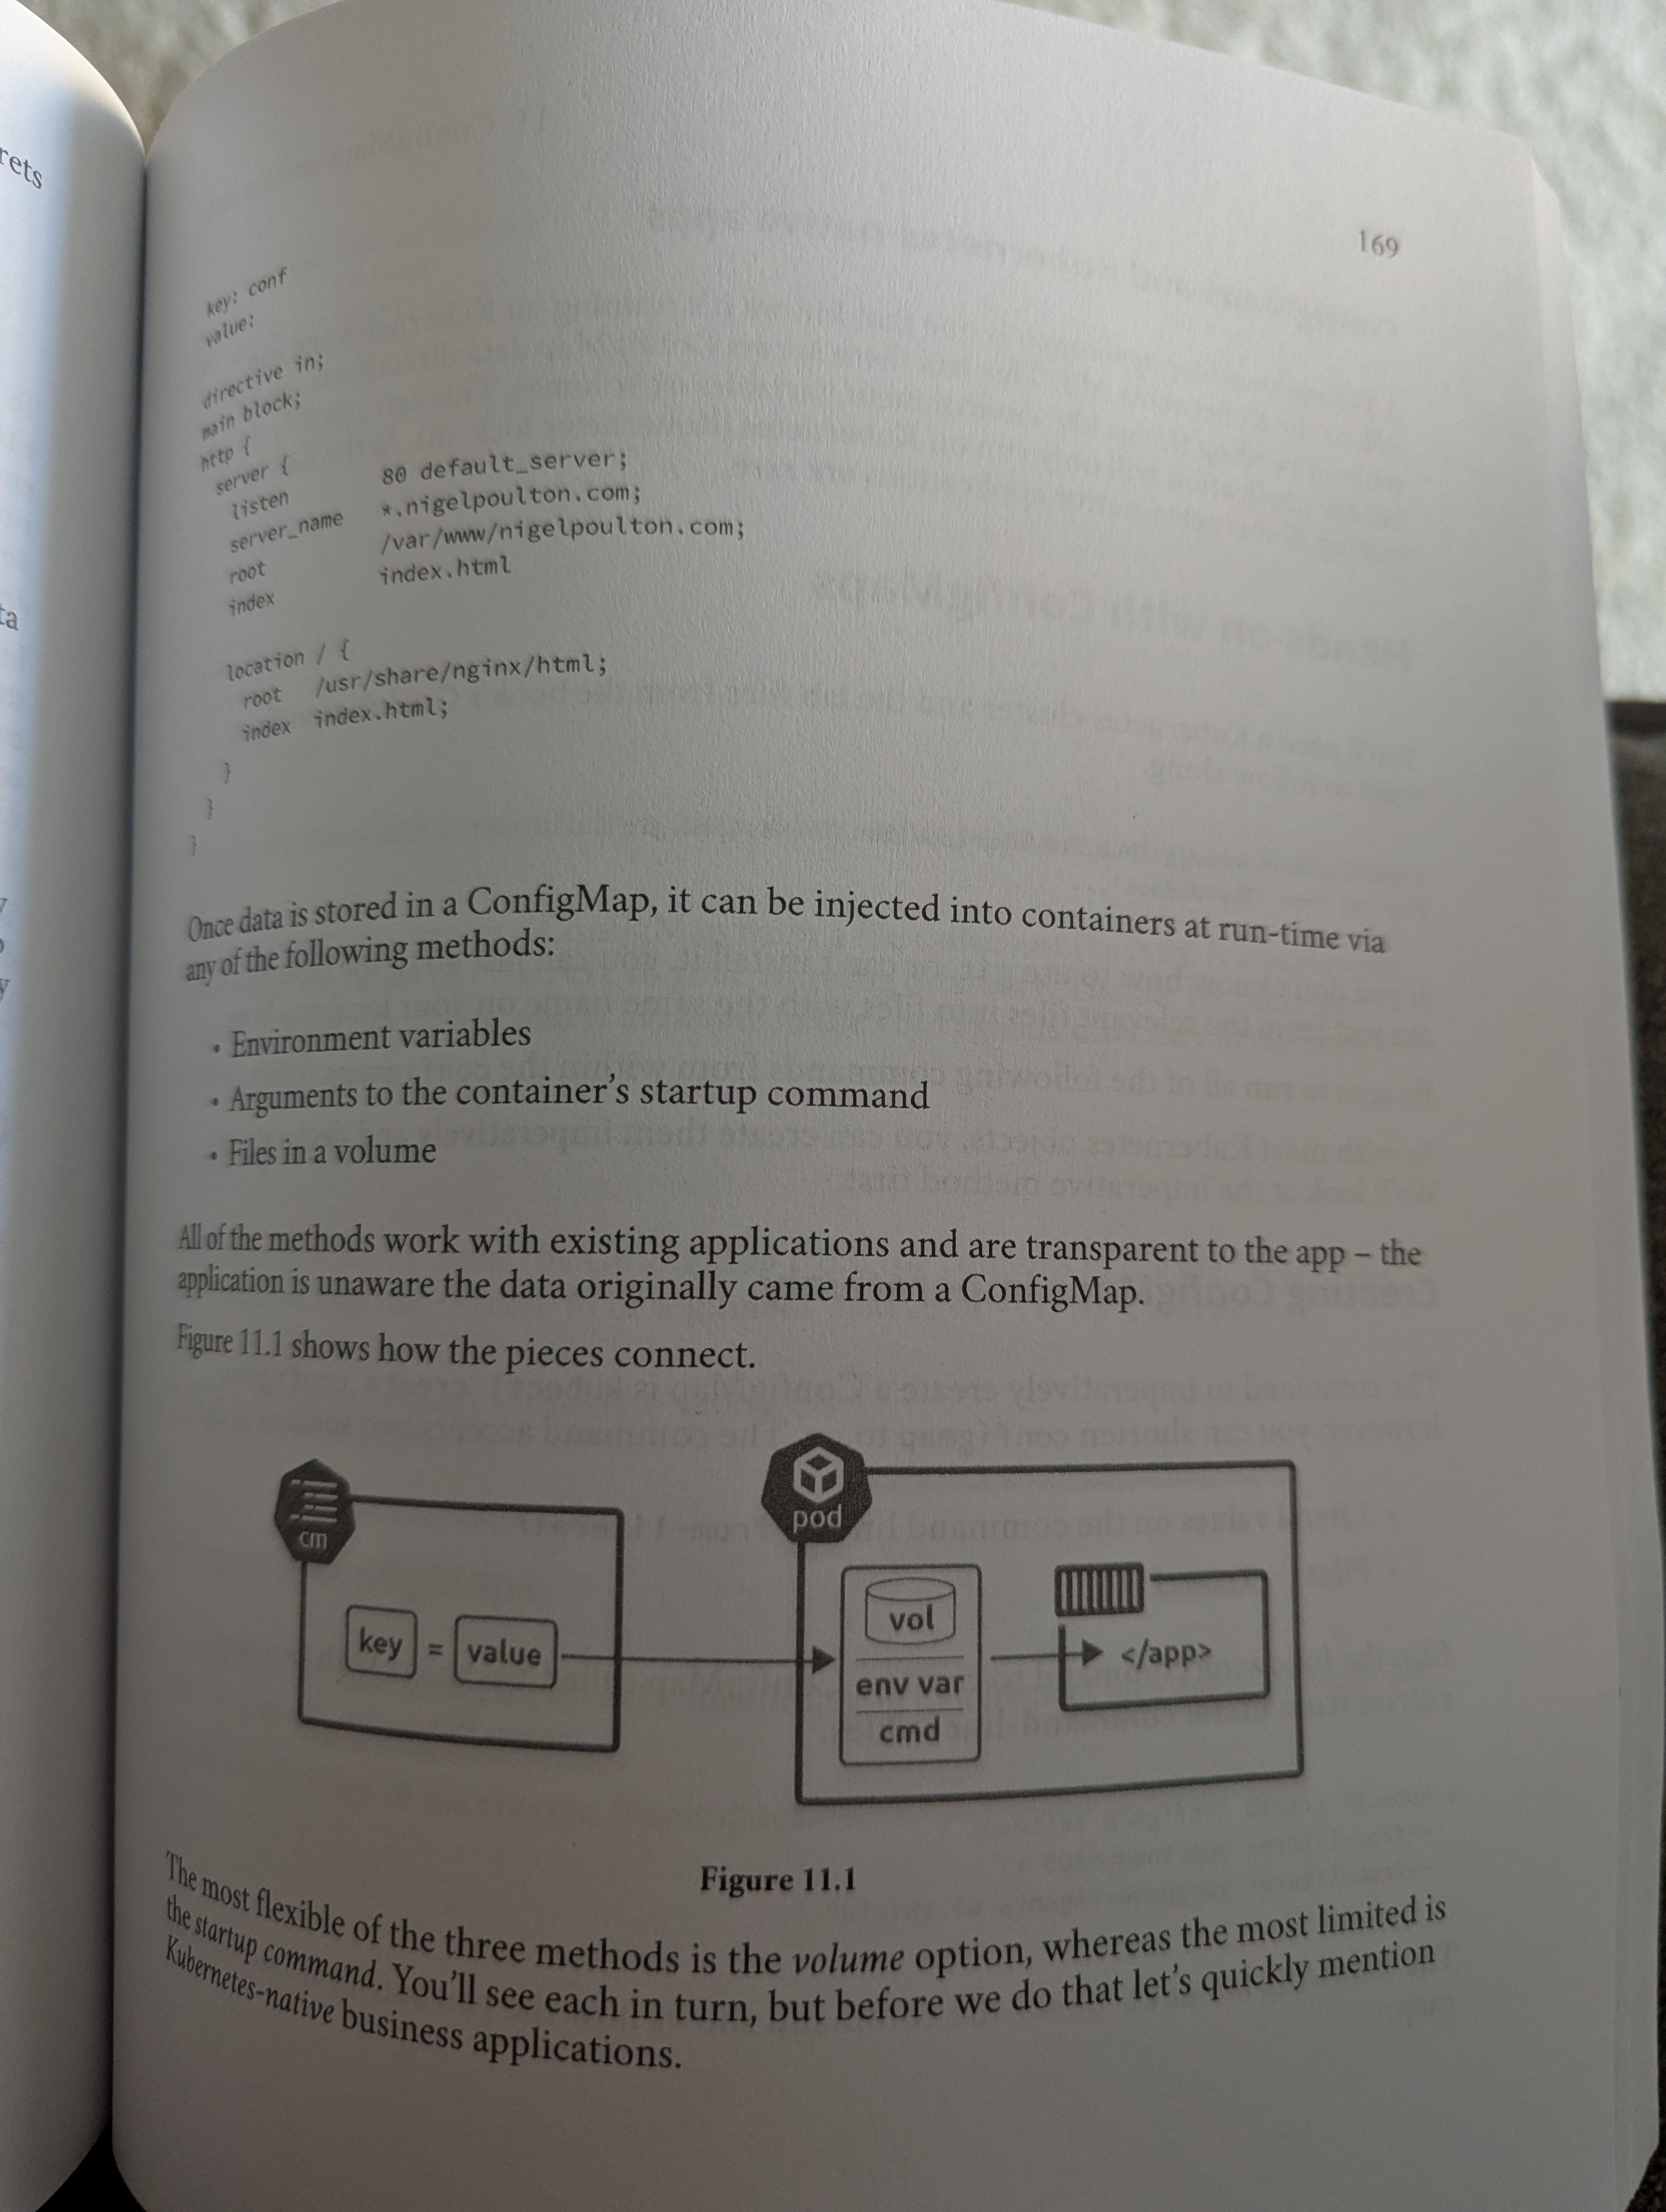 rets
ta
169
key: conf
value:
directive in;
main block;
http {
server {
listen 80 default_server;
server_name *.nigelpoulton.com;
root /var/www/nigelpoulton.com;
index index.html
location / {
root /usr/share/nginx/html;
index index.html;
}
}
}
Once data is stored in a ConfigMap, it can be injected into containers at run-time via
any of the following methods:
• Environment variables
• Arguments to the container's startup command
• Files in a volume
All of the methods work with existing applications and are transparent to the app – the
application is unaware the data originally came from a ConfigMap.
Figure 11.1 shows how the pieces connect.
cm
key = value
pod
vol
env var
cmd
</app>
Figure 11.1
The most flexible of the three methods is the volume option, whereas the most limited is
the startup command. You'll see each in turn, but before we do that let's quickly mention
Kubernetes-native business applications.